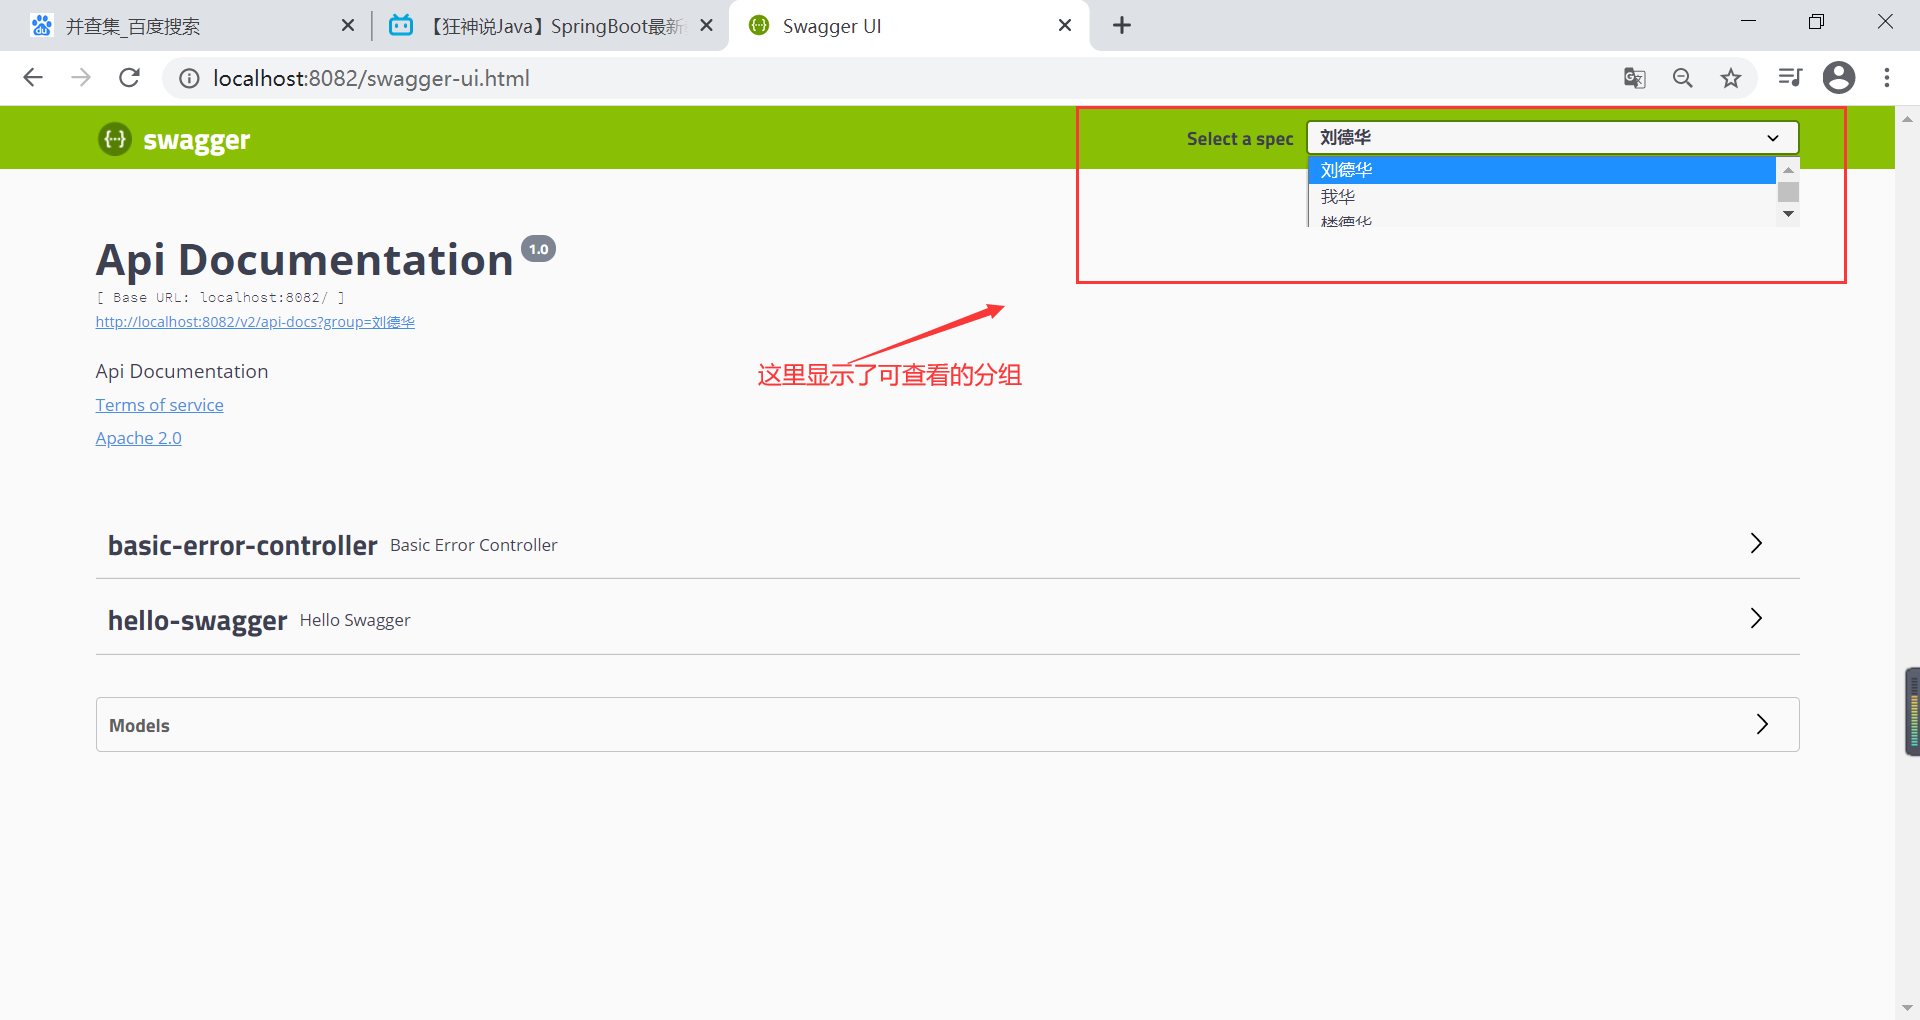 并查集_百度搜索
【狂神说Java】SpringBoot最新
Swagger UI
localhost:8082/swagger-ui.html
swagger
Select a spec
刘德华
刘德华
我华
楼德华
Api Documentation 1.0
[ Base URL: localhost:8082/ ]
http://localhost:8082/v2/api-docs?group=刘德华
这里显示了可查看的分组
Api Documentation
Terms of service
Apache 2.0
basic-error-controller Basic Error Controller
hello-swagger Hello Swagger
Models